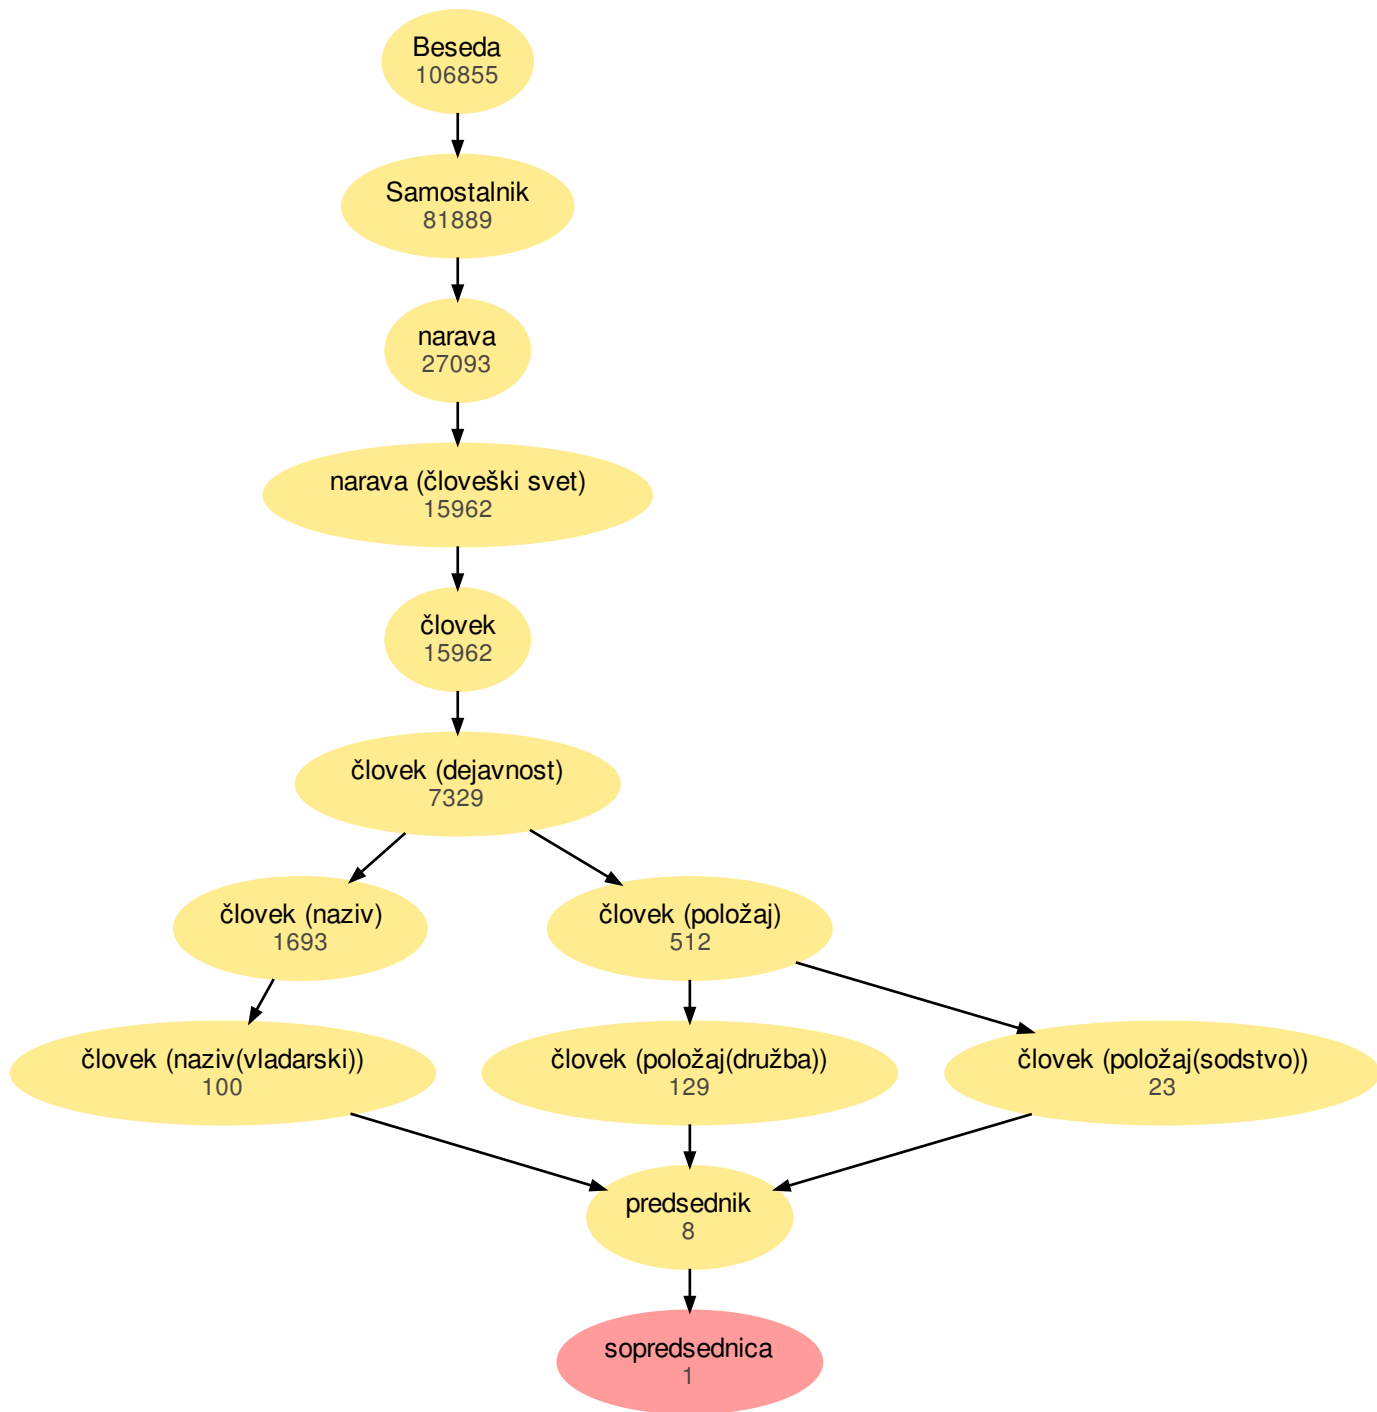 Beseda
106855
Samostalnik
81889
narava
27093
narava (človeški svet)
15962
človek
15962
človek (dejavnost)
7329
človek (naziv)
1693
človek (položaj)
512
človek (naziv(vladarski))
100
človek (položaj(družba))
129
človek (položaj(sodstvo))
23
predsednik
8
sopredsednica
1